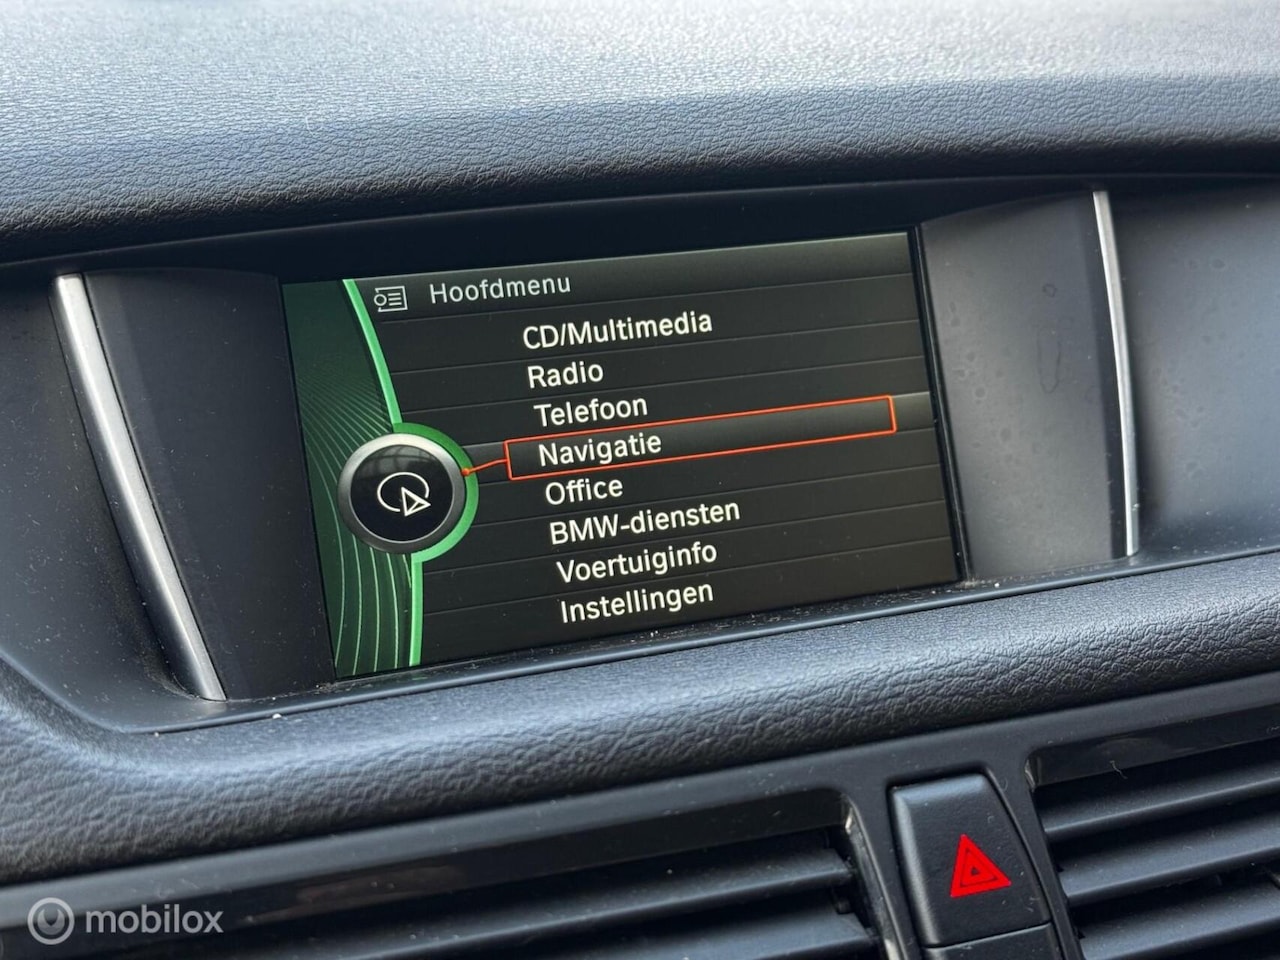 Hoofdmenu
CD/Multimedia
Radio
Telefoon
Navigatie
Office
BMW-diensten
Voertuiginfo
Instellingen
mobilox